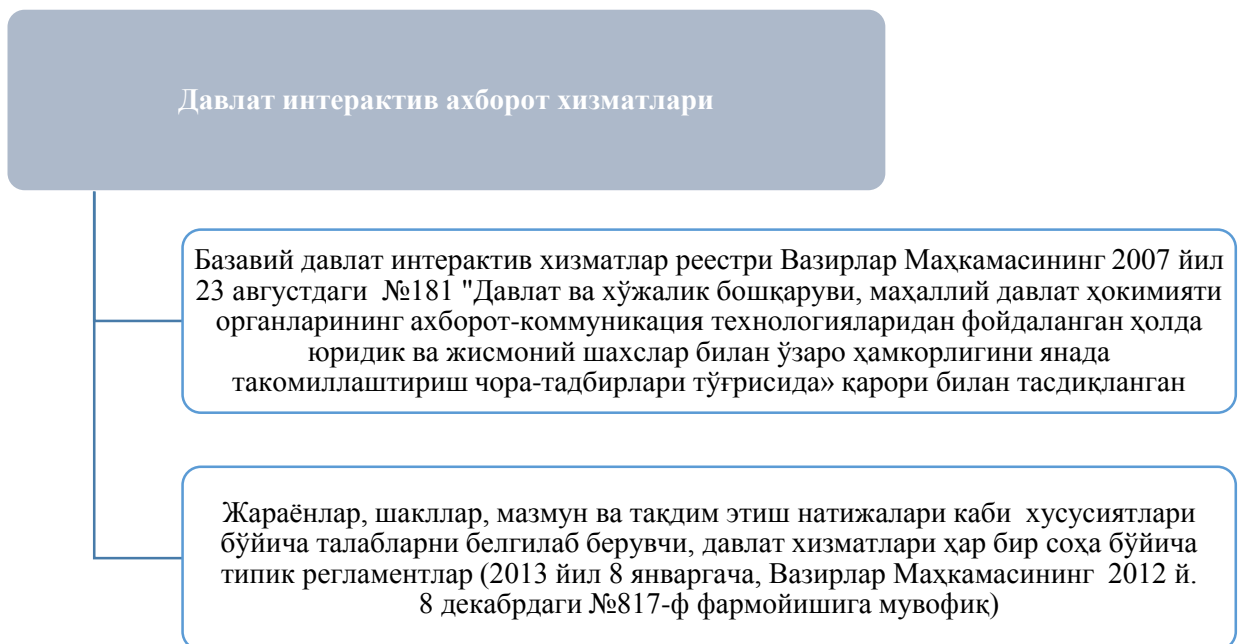 Давлат интерактив ахборот хизматлари
Базавий давлат интерактив хизматлар реестри Вазирлар Маҳкамасининг 2007 йил
23 августдаги №181 "Давлат ва хўжалик бошқаруви, маҳаллий давлат ҳокимияти
органларининг ахборот-коммуникация технологияларидан фойдаланган ҳолда
юридик ва жисмоний шахслар билан ўзаро ҳамкорлигини янада
такомиллаштириш чора-тадбирлари тўғрисида» қарори билан тасдиқланган
Жараёнлар, шакллар, мазмун ва тақдим этиш натижалари каби хусусиятлари
бўйича талабларни белгилаб берувчи, давлат хизматлари ҳар бир соҳа бўйича
типик регламентлар (2013 йил 8 январгача, Вазирлар Маҳкамасининг 2012 й.
8 декабрдаги №817-ф фармойишига мувофиқ)